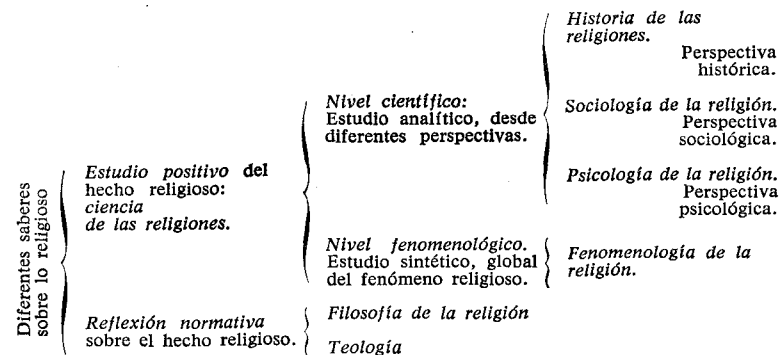 Diferentes saberes
sobre lo religioso
Estudio positivo del
hecho religioso:
ciencia
de las religiones.
Nivel científico:
Estudio analítico, desde
diferentes perspectivas.
Historia de las
religiones.
Perspectiva
histórica.
Sociología de la religión.
Perspectiva
sociológica.
Psicología de la religión.
Perspectiva
psicológica.
Nivel fenomenológico.
Estudio sintético, global
del fenómeno religioso.
Fenomenología de la
religión.
Reflexión normativa
sobre el hecho religioso.
Filosofía de la religión
Teología